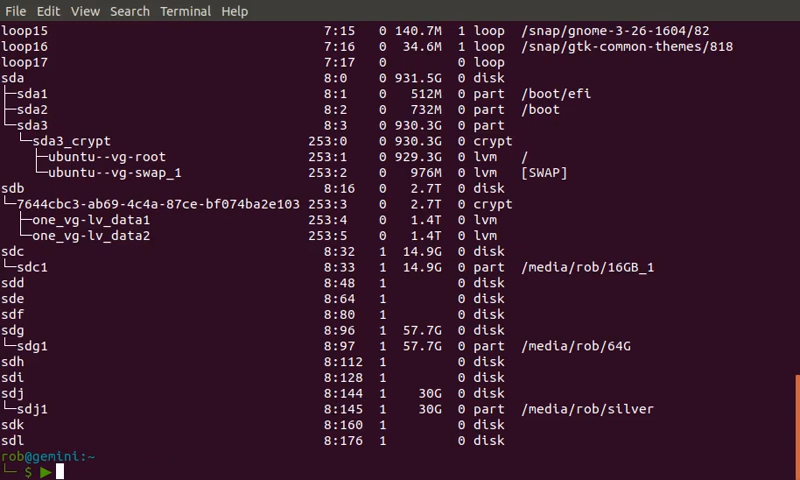 File Edit View Search Terminal Help
loop15 7:15 0 140.7M 1 loop /snap/gnome-3-26-1604/82
loop16 7:16 0 34.6M 1 loop /snap/gtk-common-themes/818
loop17 7:17 0 0 loop
sda 8:0 0 931.5G 0 disk
├─sda1 8:1 0 512M 0 part /boot/efi
├─sda2 8:2 0 732M 0 part /boot
└─sda3 8:3 0 930.3G 0 part
└─sda3_crypt 253:0 0 930.3G 0 crypt
├─ubuntu--vg-root 253:1 0 929.3G 0 lvm /
└─ubuntu--vg-swap_1 253:2 0 976M 0 lvm [SWAP]
sdb 8:16 0 2.7T 0 disk
└─7644cbc3-ab69-4c4a-87ce-bf074ba2e103 253:3 0 2.7T 0 crypt
├─one_vg-lv_data1 253:4 0 1.4T 0 lvm
└─one_vg-lv_data2 253:5 0 1.4T 0 lvm
sdc 8:32 1 14.9G 0 disk
└─sdc1 8:33 1 14.9G 0 part /media/rob/16GB_1
sdd 8:48 1 0 disk
sde 8:64 1 0 disk
sdf 8:80 1 0 disk
sdg 8:96 1 57.7G 0 disk
└─sdg1 8:97 1 57.7G 0 part /media/rob/64G
sdh 8:112 1 0 disk
sdi 8:128 1 0 disk
sdj 8:144 1 30G 0 disk
└─sdj1 8:145 1 30G 0 part /media/rob/silver
sdk 8:160 1 0 disk
sdl 8:176 1 0 disk
rob@gemini:~
└─ $ ▶